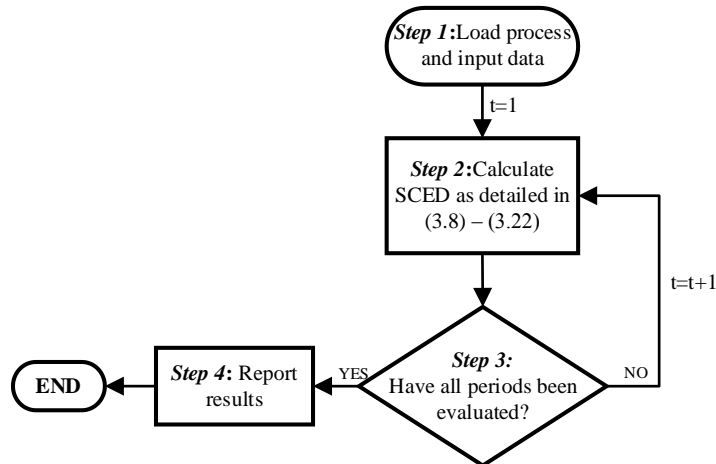 Step 1:Load process
and input data
t=1
Step 2:Calculate
SCED as detailed in
(3.8) – (3.22)
t=t+1
Step 3:
Have all periods been
evaluated?
NO
YES
Step 4: Report
results
END